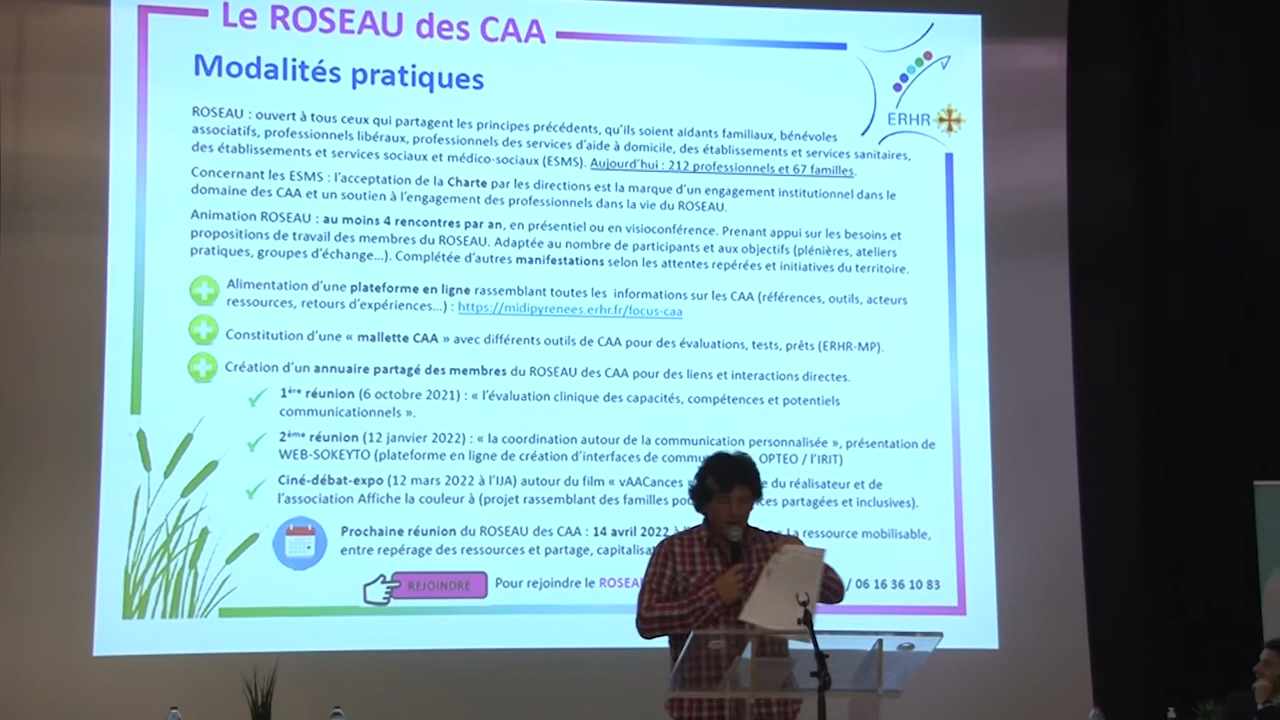 Le ROSEAU des CAA
Modalités pratiques
ERHR
ROSEAU : ouvert à tous ceux qui partagent les principes précédents, qu'ils soient aidants familiaux, bénévoles
associatifs, professionnels libéraux, professionnels des services d'aide à domicile, des établissements et services sanitaires,
des établissements et services sociaux et médico-sociaux (ESMS). Aujourd'hui : 212 professionnels et 67 familles.
Concernant les ESMS : l'acceptation de la Charte par les directions est la marque d'un engagement institutionnel dans le
domaine des CAA et un soutien à l'engagement des professionnels dans la vie du ROSEAU.
Animation ROSEAU : au moins 4 rencontres par an, en présentiel ou en visioconférence. Prenant appui sur les besoins et
propositions de travail des membres du ROSEAU. Adaptée au nombre de participants et aux objectifs (plénières, ateliers
pratiques, groupes d'échange...). Complétée d'autres manifestations selon les attentes repérées et initiatives du territoire.
Alimentation d'une plateforme en ligne rassemblant toutes les informations sur les CAA (références, outils, acteurs
ressources, retours d'expériences...) : https://midipyrenees.erhr.fr/focus-caa
Constitution d'une « mallette CAA » avec différents outils de CAA pour des évaluations, tests, prêts (ERHR-MP).
Création d'un annuaire partagé des membres du ROSEAU des CAA pour des liens et interactions directes.
1ère réunion (6 octobre 2021) : « l'évaluation clinique des capacités, compétences et potentiels
communicationnels ».
2ème réunion (12 janvier 2022) : « la coordination autour de la communication personnalisée », présentation de
WEB-SOKEYTO (plateforme en ligne de création d'interfaces de OPTEO / l'IRIT)
Ciné-débat-expo (12 mars 2022 à l'IJA) autour du film « vAACances du réalisateur et de
l'association Affiche la couleur à (projet rassemblant des familles partagées et inclusives).
Prochaine réunion du ROSEAU des CAA : 14 avril 2022 La ressource mobilisable,
entre repérage des ressources et partage,
REJOINDRE Pour rejoindre le / 06 16 36 10 83